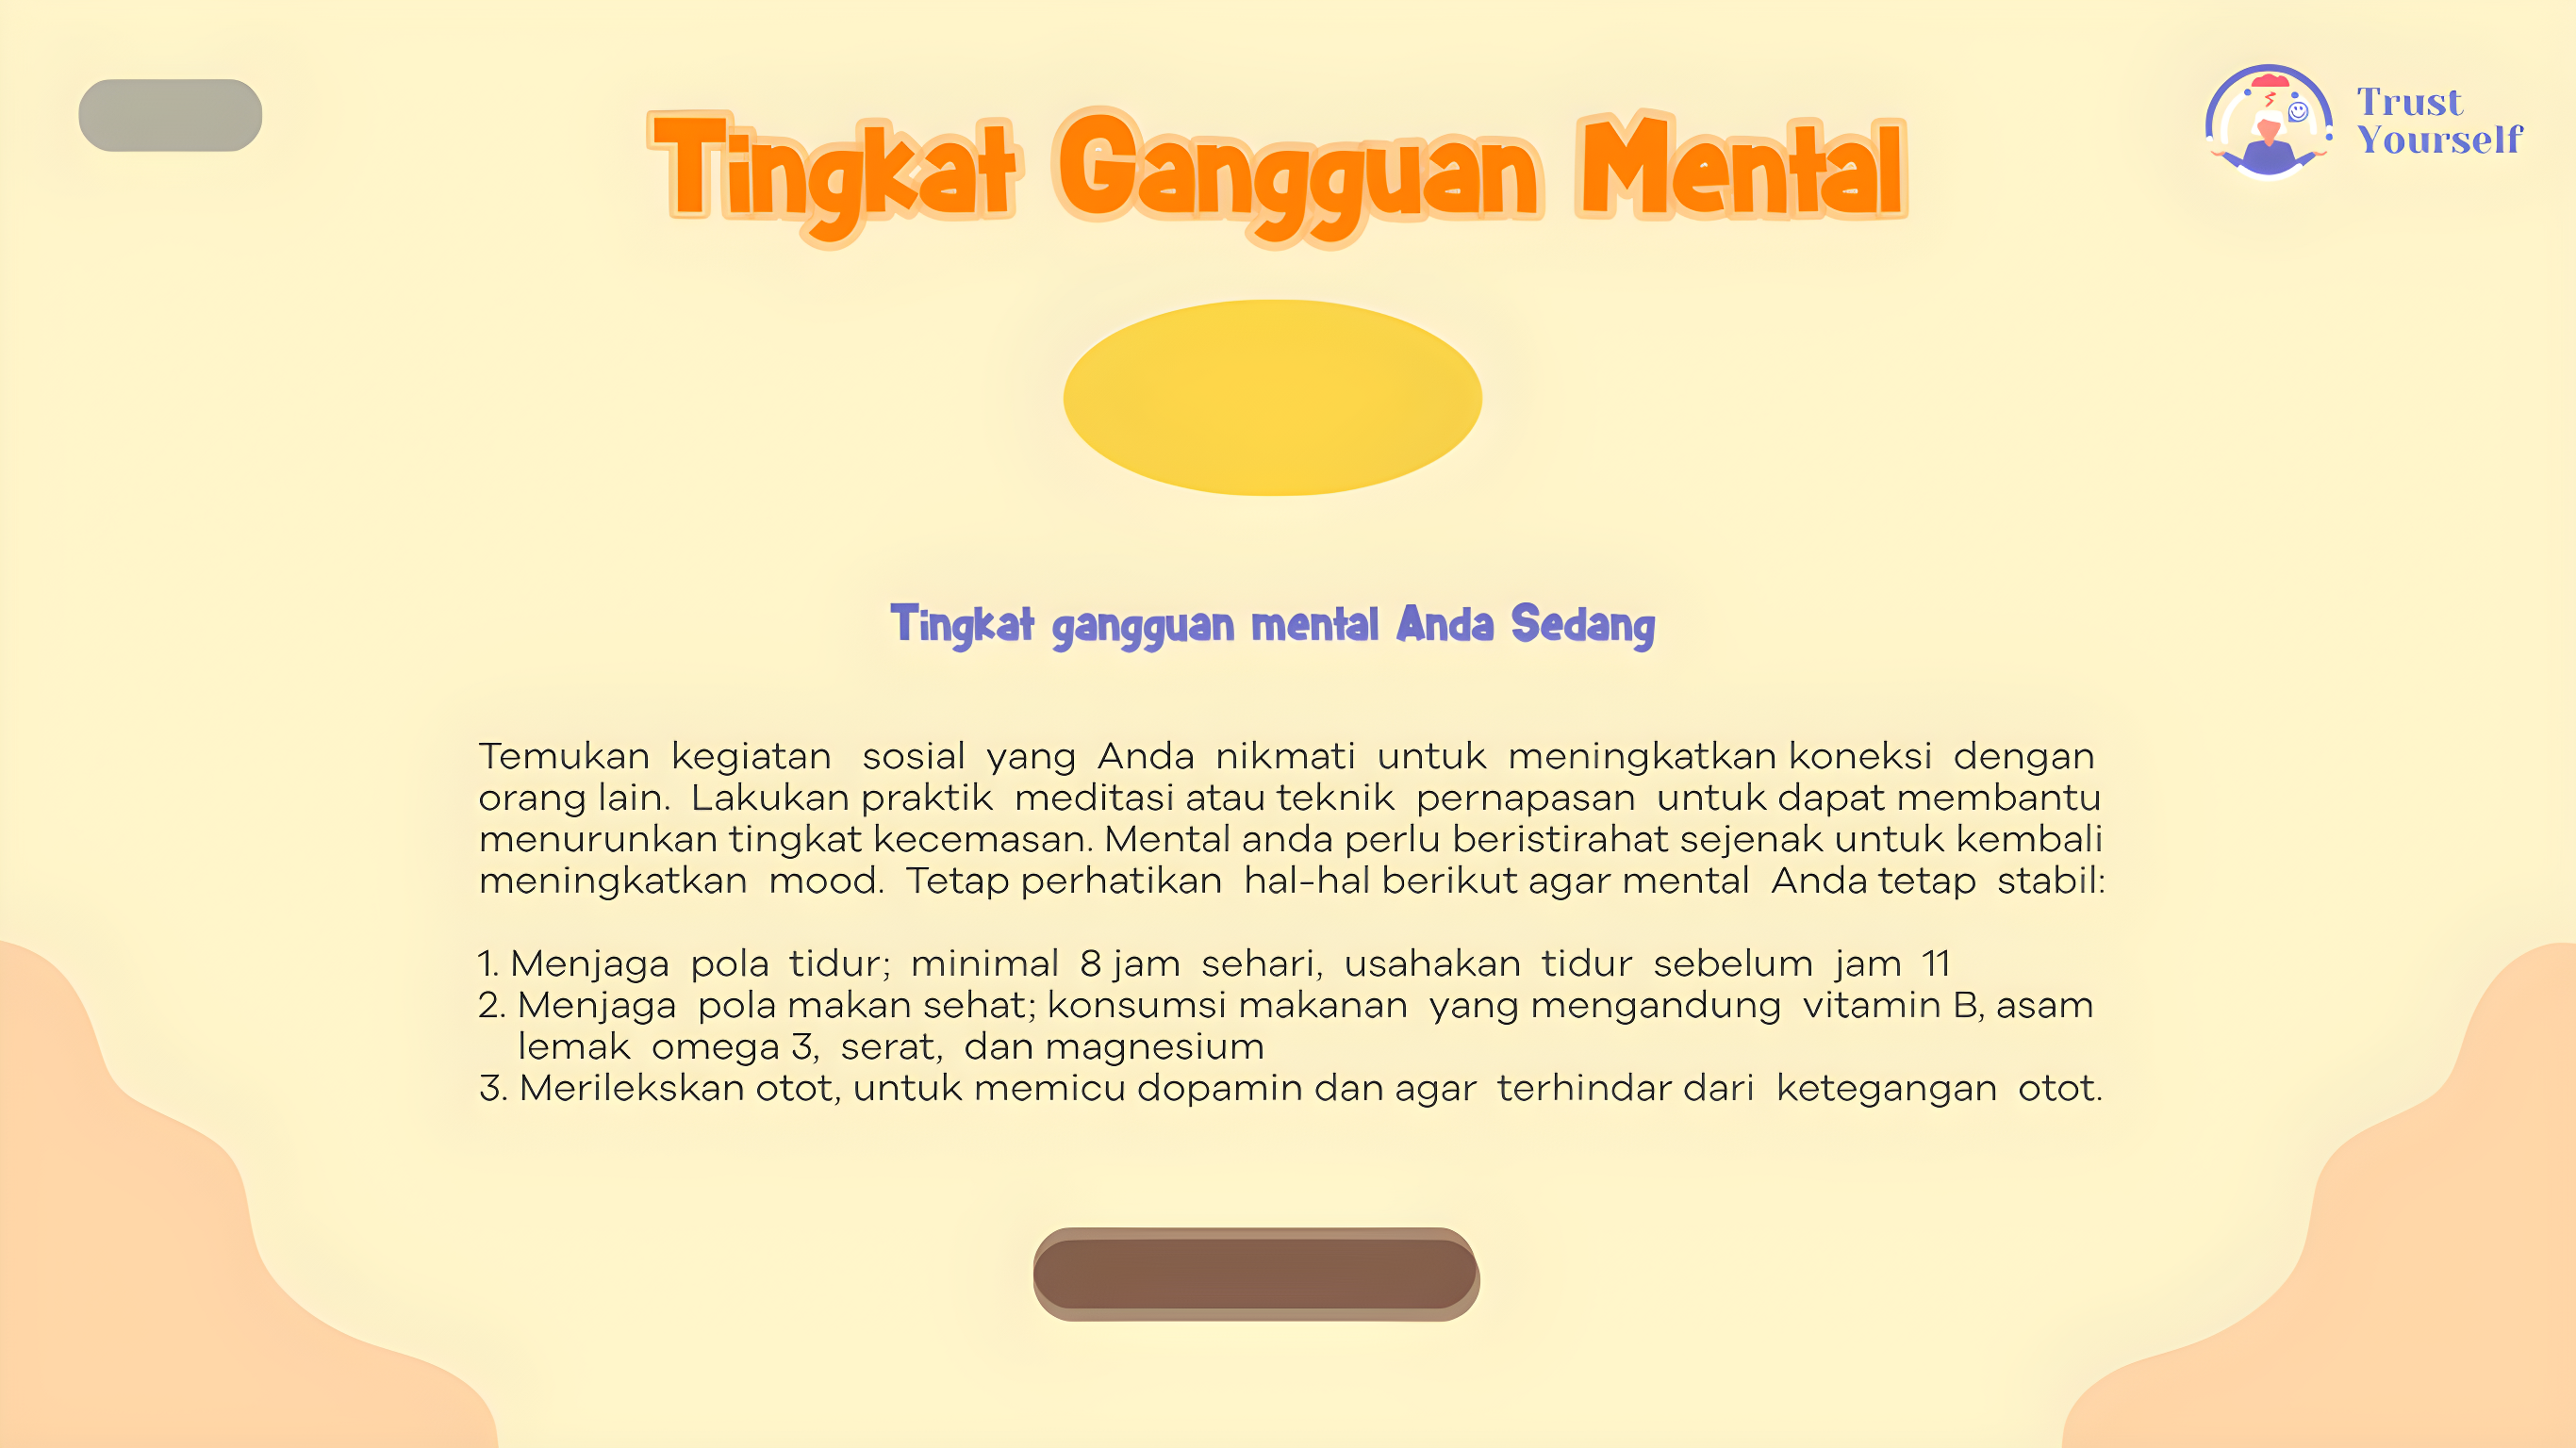 Tingkat Gangguan Mental
Trust
Yourself
Tingkat gangguan mental Anda Sedang
Temukan kegiatan sosial yang Anda nikmati untuk meningkatkan koneksi dengan
orang lain. Lakukan praktik meditasi atau teknik pernapasan untuk dapat membantu
menurunkan tingkat kecemasan. Mental anda perlu beristirahat sejenak untuk kembali
meningkatkan mood. Tetap perhatikan hal-hal berikut agar mental Anda tetap stabil:
1. Menjaga pola tidur; minimal 8 jam sehari, usahakan tidur sebelum jam 11
2. Menjaga pola makan sehat; konsumsi makanan yang mengandung vitamin B, asam
lemak omega 3, serat, dan magnesium
3. Merilekskan otot, untuk memicu dopamin dan agar terhindar dari ketegangan otot.